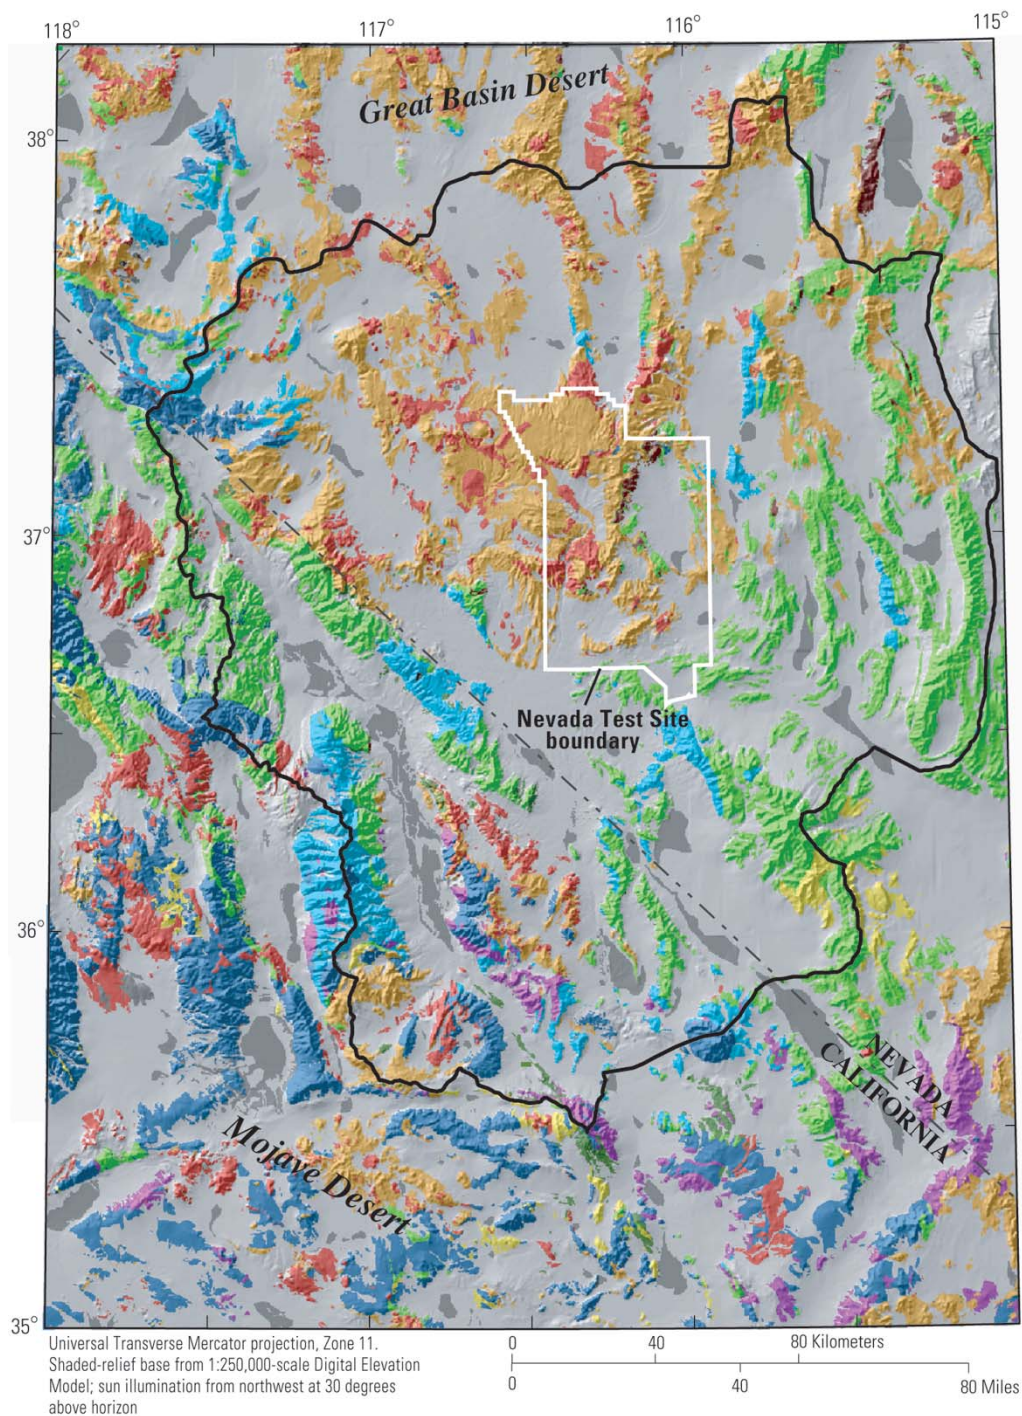 118°
117°
116°
115°
Great Basin Desert
38°
37°
Nevada Test Site
boundary
36°
NEVADA
CALIFORNIA
Mojave Desert
35°
Universal Transverse Mercator projection, Zone 11.
Shaded-relief base from 1:250,000-scale Digital Elevation
Model; sun illumination from northwest at 30 degrees
above horizon
0 40 80 Kilometers
0 40 80 Miles